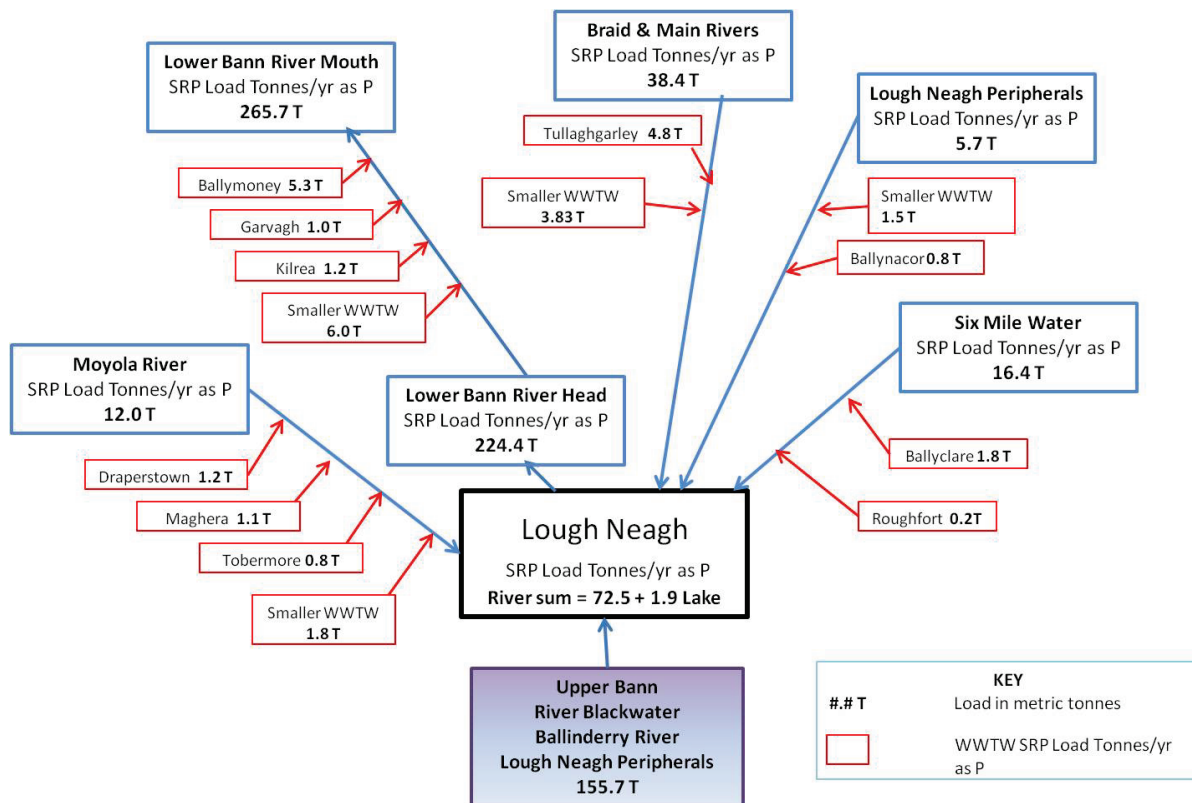 Lower Bann River Mouth
SRP Load Tonnes/yr as P
265.7 T
Braid & Main Rivers
SRP Load Tonnes/yr as P
38.4 T
Lough Neagh Peripherals
SRP Load Tonnes/yr as P
5.7 T
Tullaghgarley 4.8 T
Smaller WWTW
3.83 T
Ballymoney 5.3 T
Garvagh 1.0 T
Kilrea 1.2 T
Smaller WWTW
6.0 T
Smaller WWTW
1.5 T
Ballynacor 0.8 T
Six Mile Water
SRP Load Tonnes/yr as P
16.4 T
Moyola River
SRP Load Tonnes/yr as P
12.0 T
Lower Bann River Head
SRP Load Tonnes/yr as P
224.4 T
Draperstown 1.2 T
Maghera 1.1 T
Tobermore 0.8 T
Smaller WWTW
1.8 T
Ballyclare 1.8 T
Roughfort 0.2T
Lough Neagh
SRP Load Tonnes/yr as P
River sum = 72.5 + 1.9 Lake
Upper Bann
River Blackwater
Ballinderry River
Lough Neagh Peripherals
155.7 T
KEY
#.# T Load in metric tonnes
WWTW SRP Load Tonnes/yr
as P